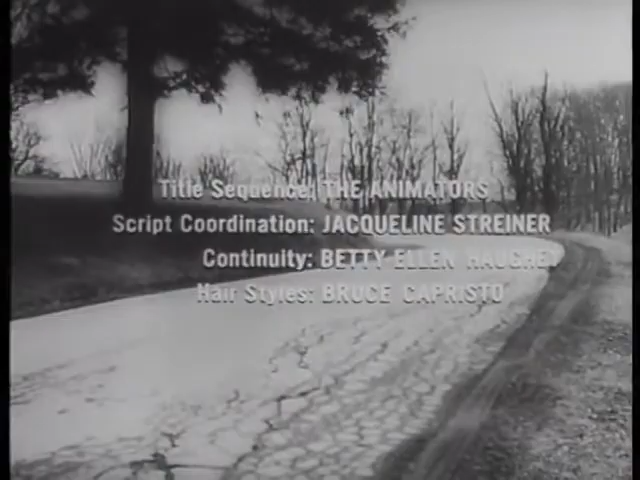 Title Sequence: THE ANIMATORS
Script Coordination: JACQUELINE STREINER
Continuity: BETTY ELLEN HAUGHEY
Hair Styles: BRUCE CAPRISTO